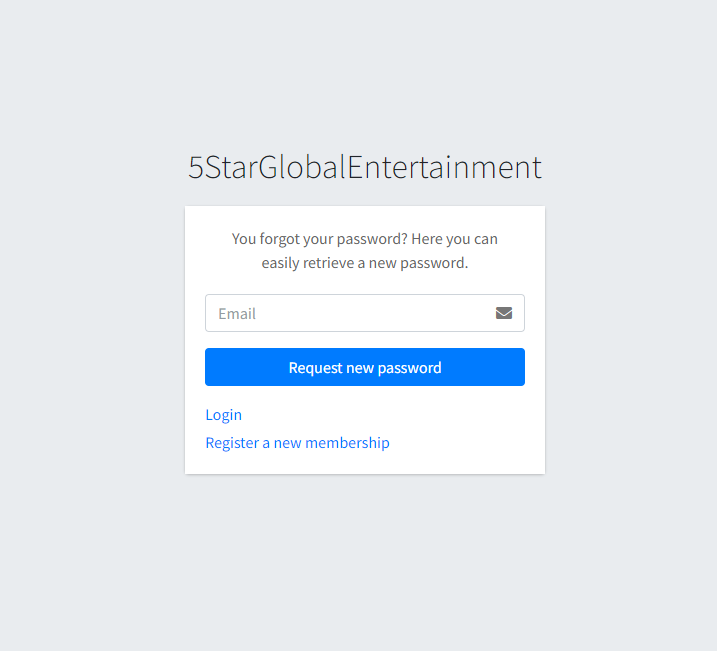 5StarGlobalEntertainment
You forgot your password? Here you can
easily retrieve a new password.
Email
Request new password
Login
Register a new membership